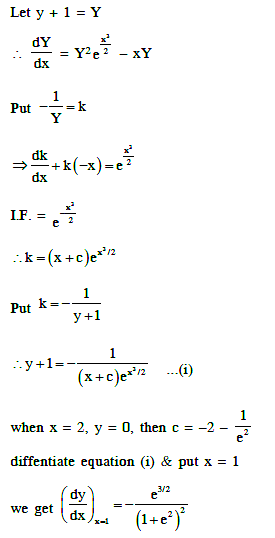 Let y + 1 = Y
∴ dY/dx = Y²e^(x²/2) − xY
Put −1/Y = k
⇒ dk/dx + k(−x) = e^(x²/2)
I.F. = e^(−x²/2)
∴ k = (x + c)e^(x²/2)
Put k = −1/(y+1)
∴ y + 1 = −1/((x + c)e^(x²/2)) ...(i)
when x = 2, y = 0, then c = −2 − 1/e²
diffentiate equation (i) & put x = 1
we get (dy/dx)ₓ₌₁ = −e^(3/2)/(1 + e²)²